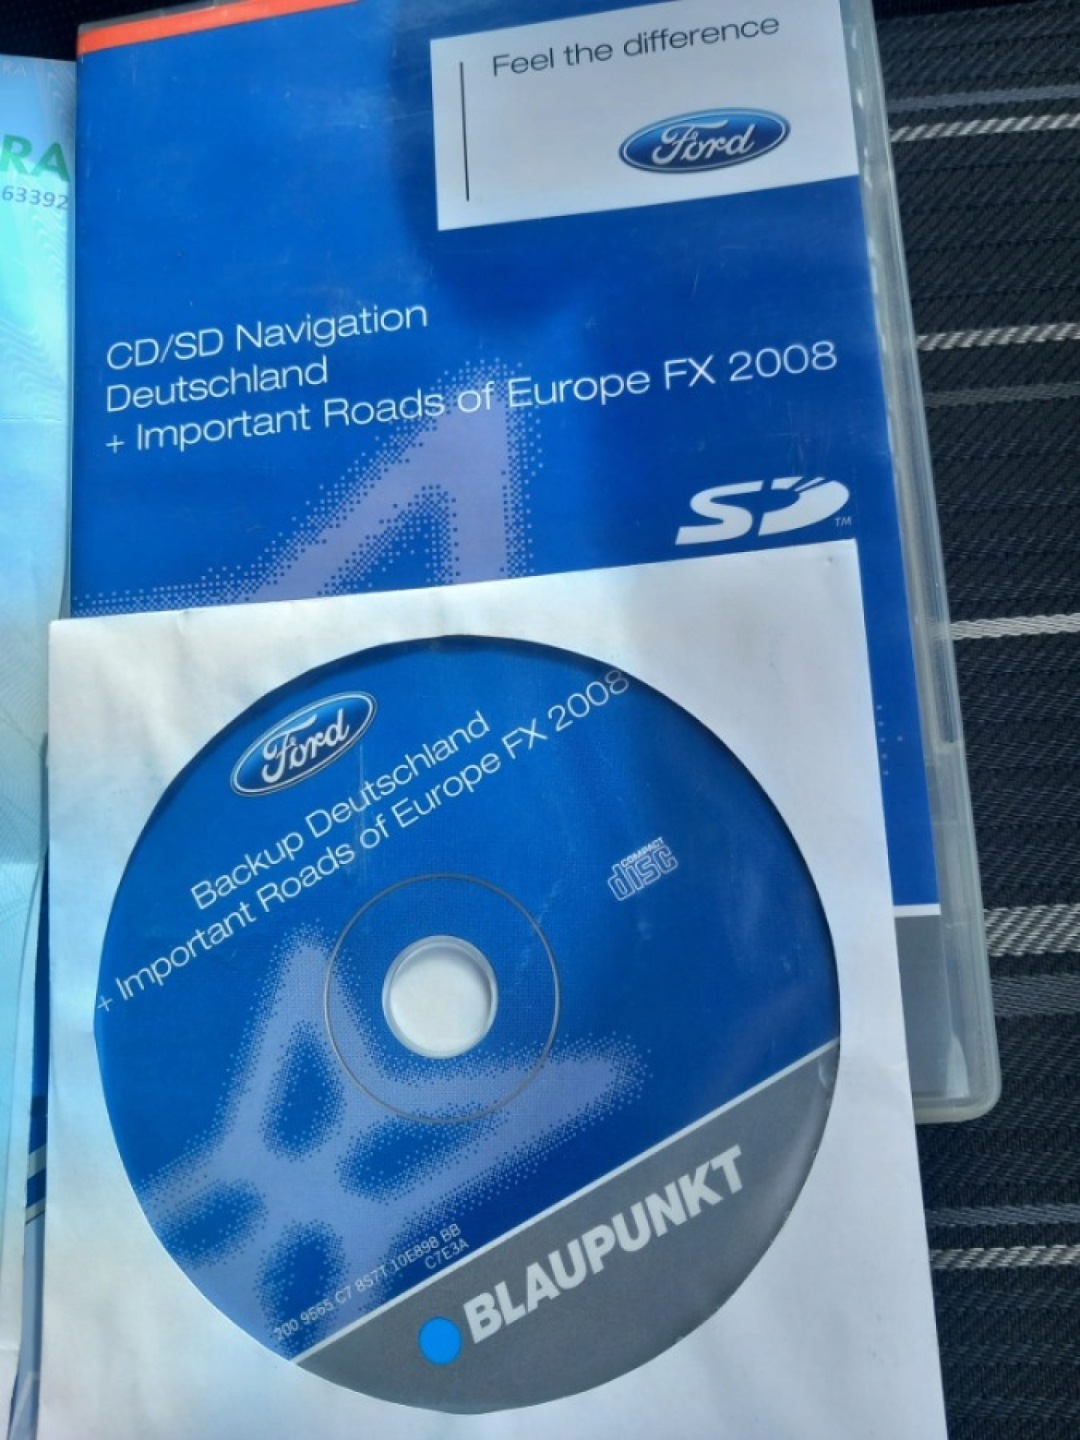 RA
63392
Feel the difference
Ford
CD/SD Navigation
Deutschland
+ Important Roads of Europe FX 2008
SD
TM
Ford
Backup Deutschland
+ Important Roads of Europe FX 2008
COMPACT
disc
200 9565 C7 8S7T 10E898 BB
C7E3A
BLAUPUNKT